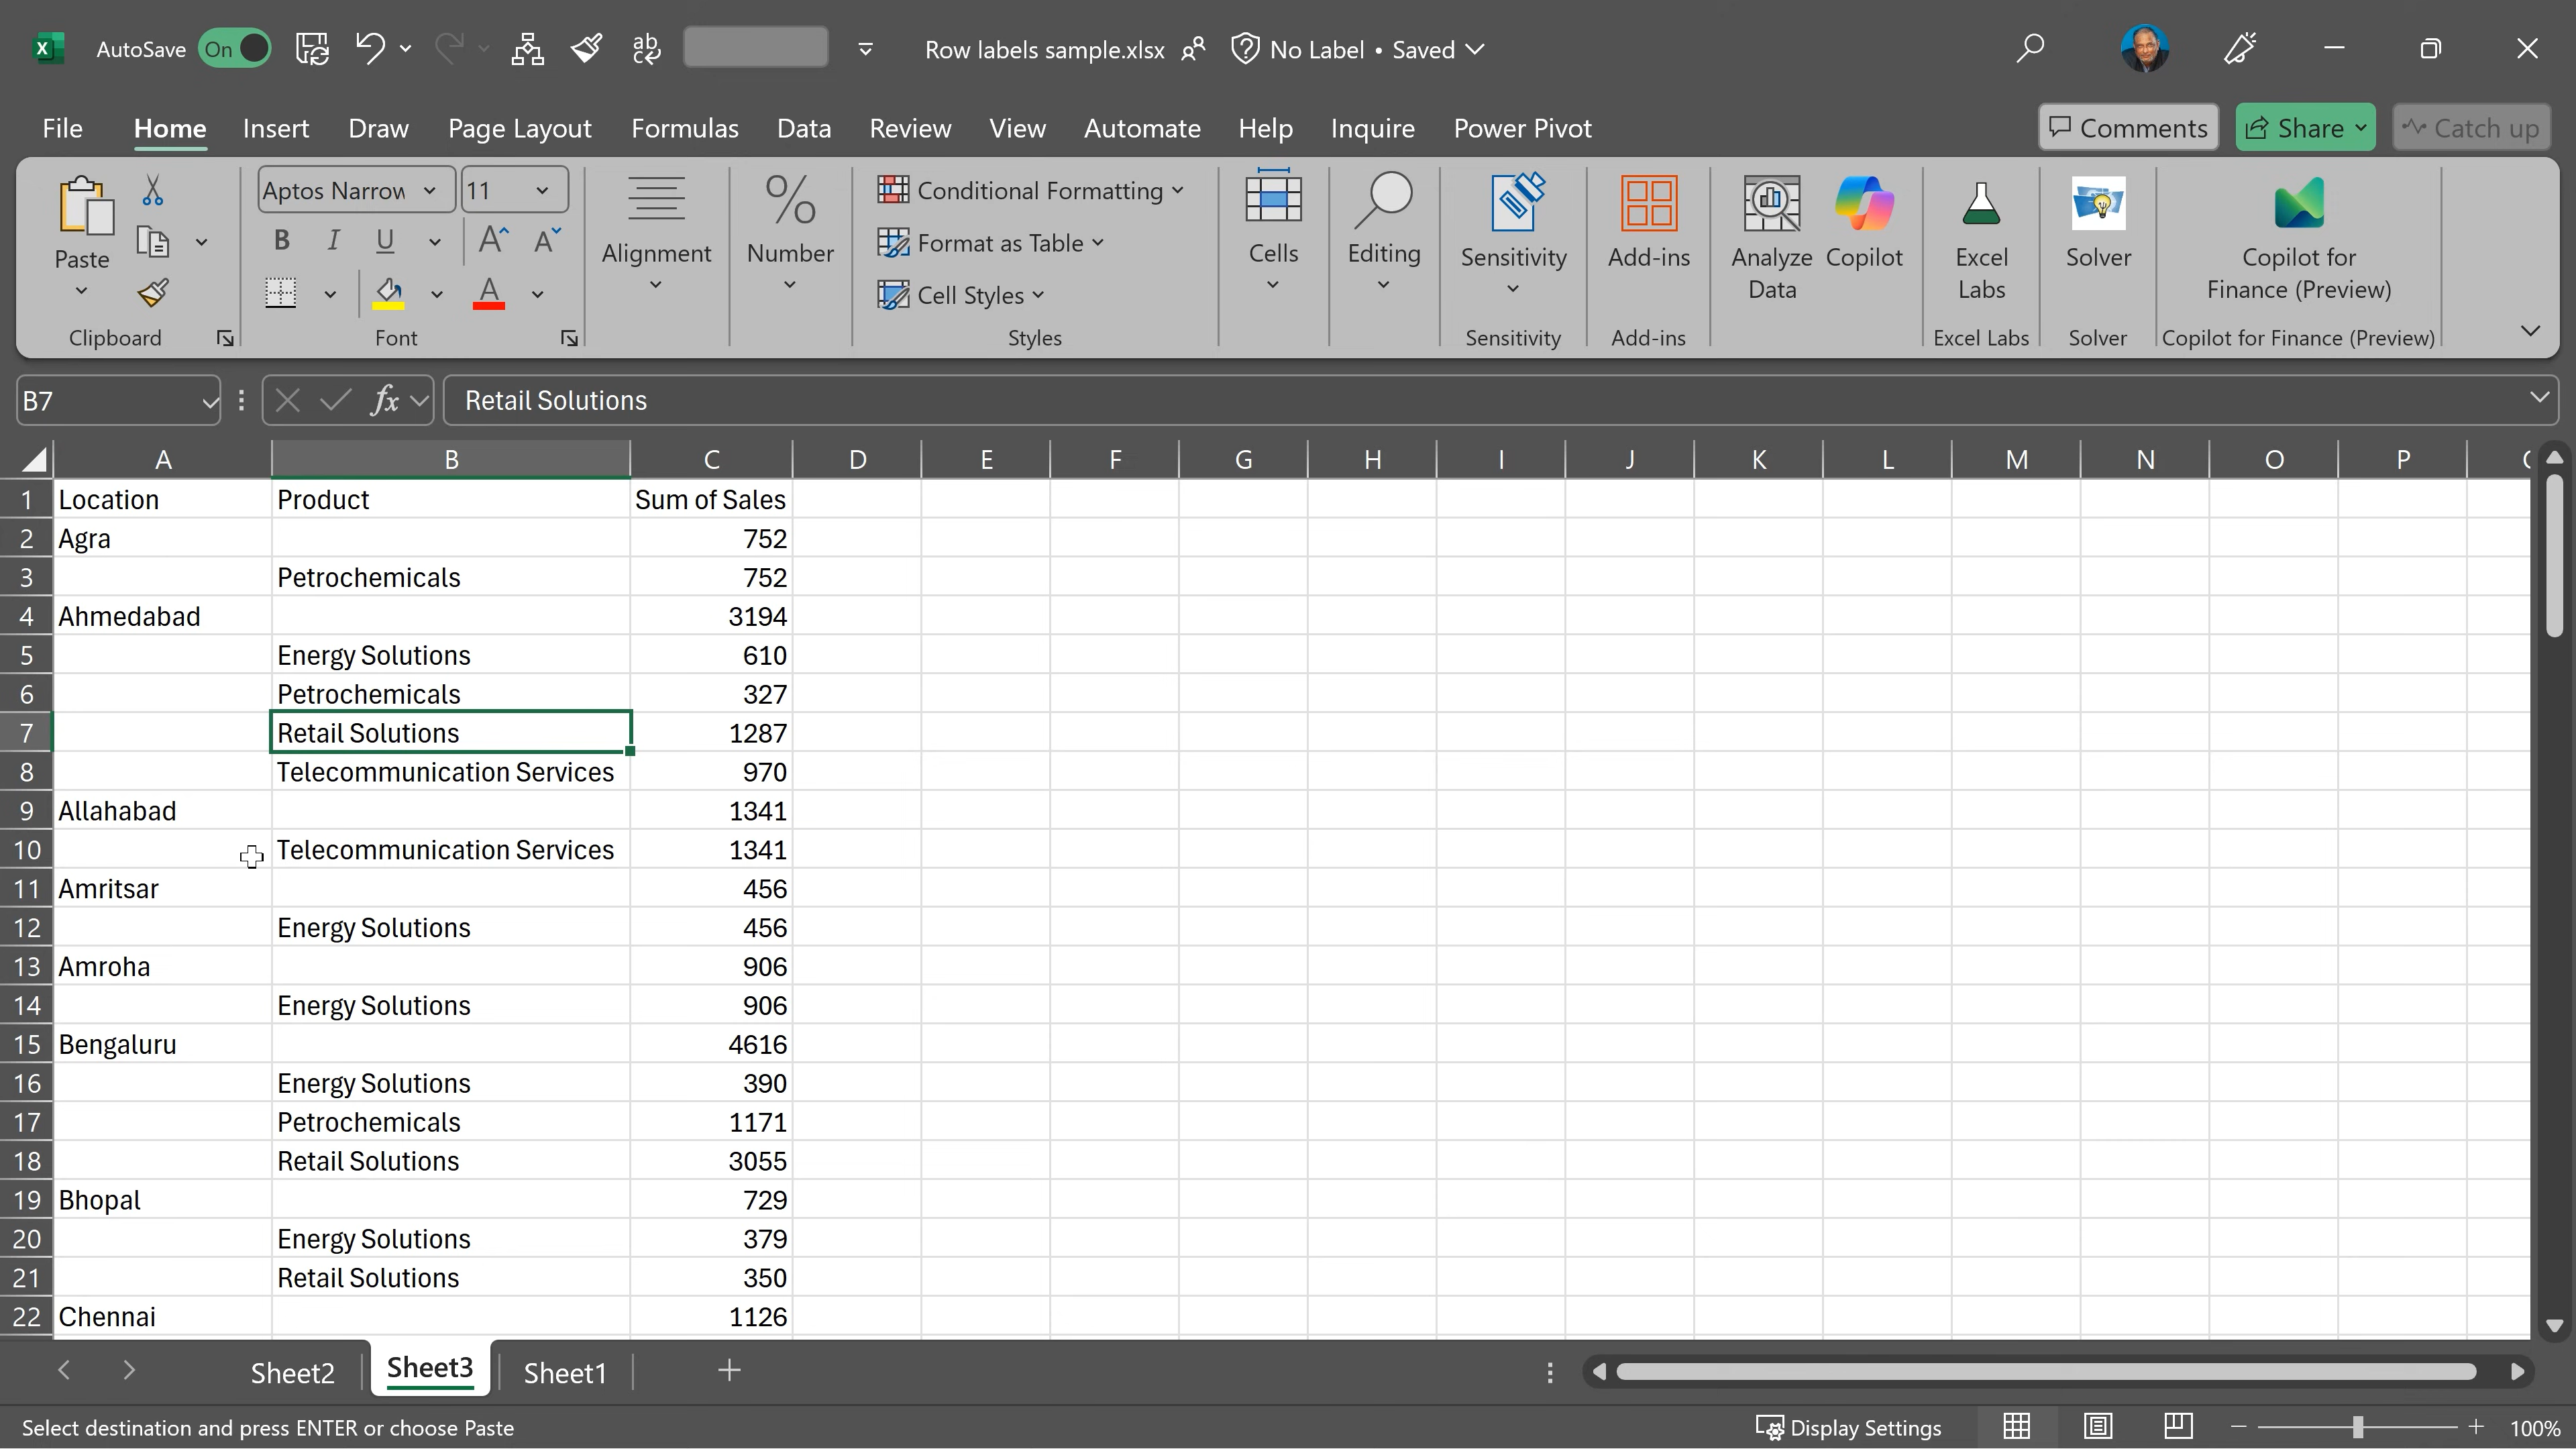 AutoSave On Row labels sample.xlsx No Label • Saved
File Home Insert Draw Page Layout Formulas Data Review View Automate Help Inquire Power Pivot Comments Share Catch up
Paste
Clipboard
Aptos Narrow 11
B I U A A
A
Font
Alignment
% Number
Conditional Formatting
Format as Table
Cell Styles
Styles
Cells
Editing
Sensitivity
Sensitivity
Add-ins
Add-ins
Analyze Data
Copilot
Excel Labs
Excel Labs
Solver
Solver
Copilot for Finance (Preview)
Copilot for Finance (Preview)
B7 fx Retail Solutions
A B C D E F G H I J K L M N O P
1 Location Product Sum of Sales
2 Agra 752
3 Petrochemicals 752
4 Ahmedabad 3194
5 Energy Solutions 610
6 Petrochemicals 327
7 Retail Solutions 1287
8 Telecommunication Services 970
9 Allahabad 1341
10 Telecommunication Services 1341
11 Amritsar 456
12 Energy Solutions 456
13 Amroha 906
14 Energy Solutions 906
15 Bengaluru 4616
16 Energy Solutions 390
17 Petrochemicals 1171
18 Retail Solutions 3055
19 Bhopal 729
20 Energy Solutions 379
21 Retail Solutions 350
22 Chennai 1126
Sheet2 Sheet3 Sheet1
Select destination and press ENTER or choose Paste Display Settings 100%